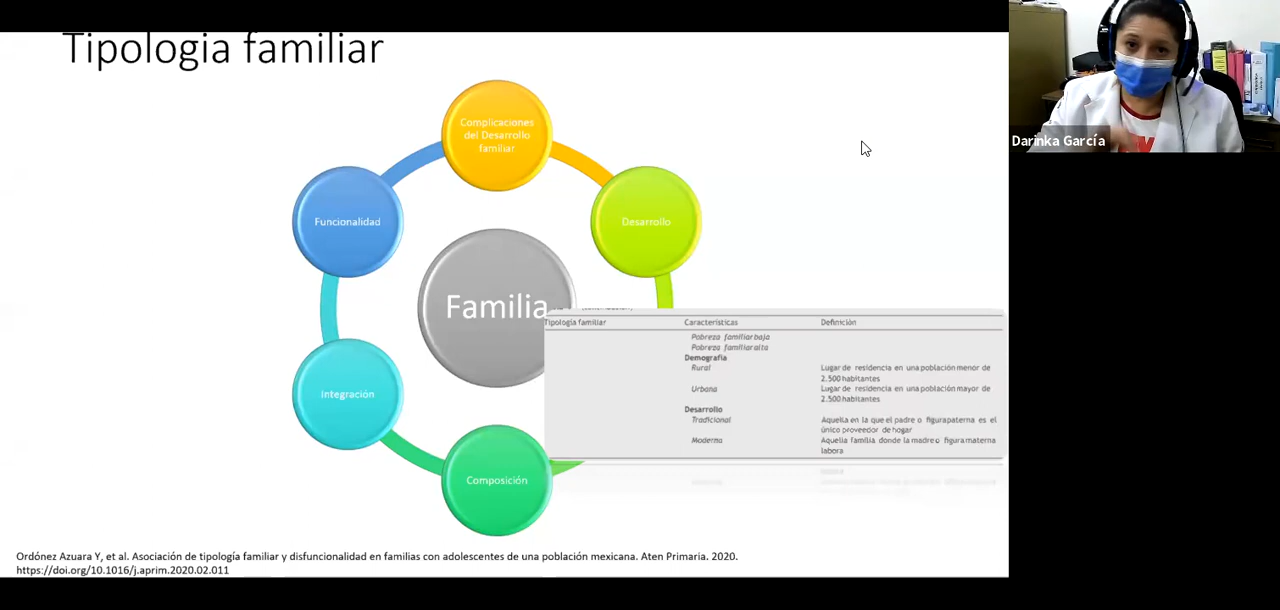 Tipologia familiar
Darinka García
Complicaciones
del Desarrollo
familiar
Funcionalidad
Desarrollo
Familia
Tipología familiar
Características
Definición
Pobreza familiar baja
Pobreza familiar alta
Demografía
Rural
Lugar de residencia en una población menor de
2.500 habitantes
Urbana
Lugar de residencia en una población mayor de
2.500 habitantes
Desarrollo
Tradicional
Aquella en la que el padre o figura paterna es el
único proveedor de hogar
Moderna
Aquella familia donde la madre o figura materna
labora
Integración
Composición
Ordónez Azuara Y, et al. Asociación de tipología familiar y disfuncionalidad en familias con adolescentes de una población mexicana. Aten Primaria. 2020.
https://doi.org/10.1016/j.aprim.2020.02.011